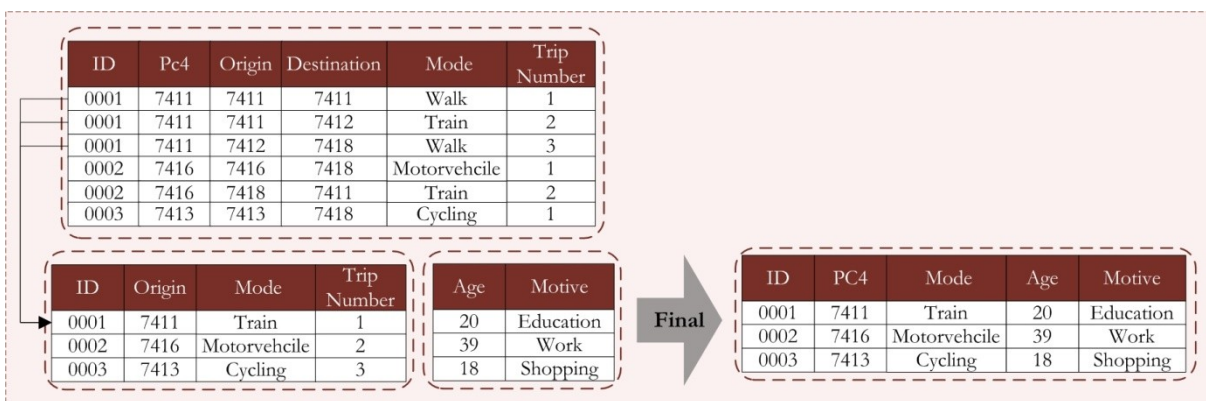 ID Pc4 Origin Destination Mode Trip Number
0001 7411 7411 7411 Walk 1
0001 7411 7411 7412 Train 2
0001 7411 7412 7418 Walk 3
0002 7416 7416 7418 Motorvehcile 1
0002 7416 7418 7411 Train 2
0003 7413 7413 7418 Cycling 1
ID Origin Mode Trip Number
0001 7411 Train 1
0002 7416 Motorvehcile 2
0003 7413 Cycling 3
Age Motive
20 Education
39 Work
18 Shopping
Final
ID PC4 Mode Age Motive
0001 7411 Train 20 Education
0002 7416 Motorvehcile 39 Work
0003 7413 Cycling 18 Shopping